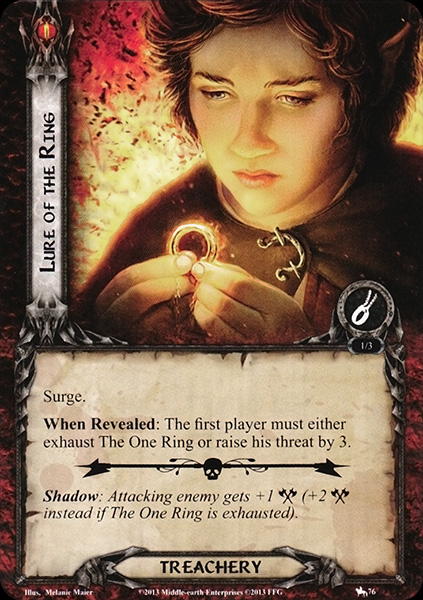 LURE OF THE RING
1/3
Surge.
When Revealed: The first player must either
exhaust The One Ring or raise his threat by 3.
Shadow: Attacking enemy gets +1 (+2
instead if The One Ring is exhausted).
TREACHERY
Illus. Melanie Maier
©2013 Middle-earth Enterprises ©2013 FFG
76